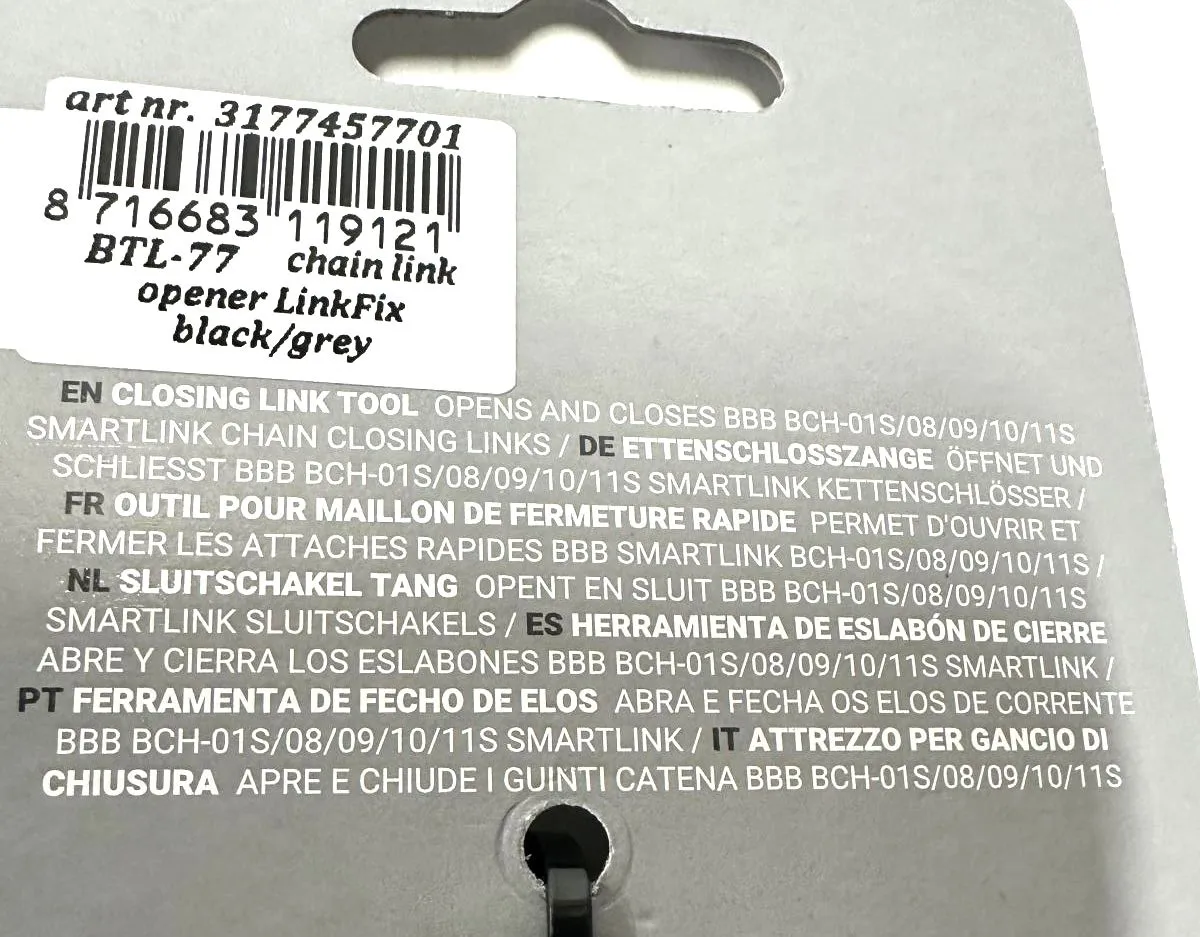 art nr. 3177457701
8 716683 119121
BTL-77 chain link
opener LinkFix
black/grey
EN CLOSING LINK TOOL OPENS AND CLOSES BBB BCH-01S/08/09/10/11S
SMARTLINK CHAIN CLOSING LINKS / DE ETTENSCHLOSSZANGE ÖFFNET UND
SCHLIESST BBB BCH-01S/08/09/10/11S SMARTLINK KETTENSCHLÖSSER /
FR OUTIL POUR MAILLON DE FERMETURE RAPIDE PERMET D'OUVRIR ET
FERMER LES ATTACHES RAPIDES BBB SMARTLINK BCH-01S/08/09/10/11S /
NL SLUITSCHAKEL TANG OPENT EN SLUIT BBB BCH-01S/08/09/10/11S
SMARTLINK SLUITSCHAKELS / ES HERRAMIENTA DE ESLABÓN DE CIERRE
ABRE Y CIERRA LOS ESLABONES BBB BCH-01S/08/09/10/11S SMARTLINK /
PT FERRAMENTA DE FECHO DE ELOS ABRA E FECHA OS ELOS DE CORRENTE
BBB BCH-01S/08/09/10/11S SMARTLINK / IT ATTREZZO PER GANCIO DI
CHIUSURA APRE E CHIUDE I GUINTI CATENA BBB BCH-01S/08/09/10/11S